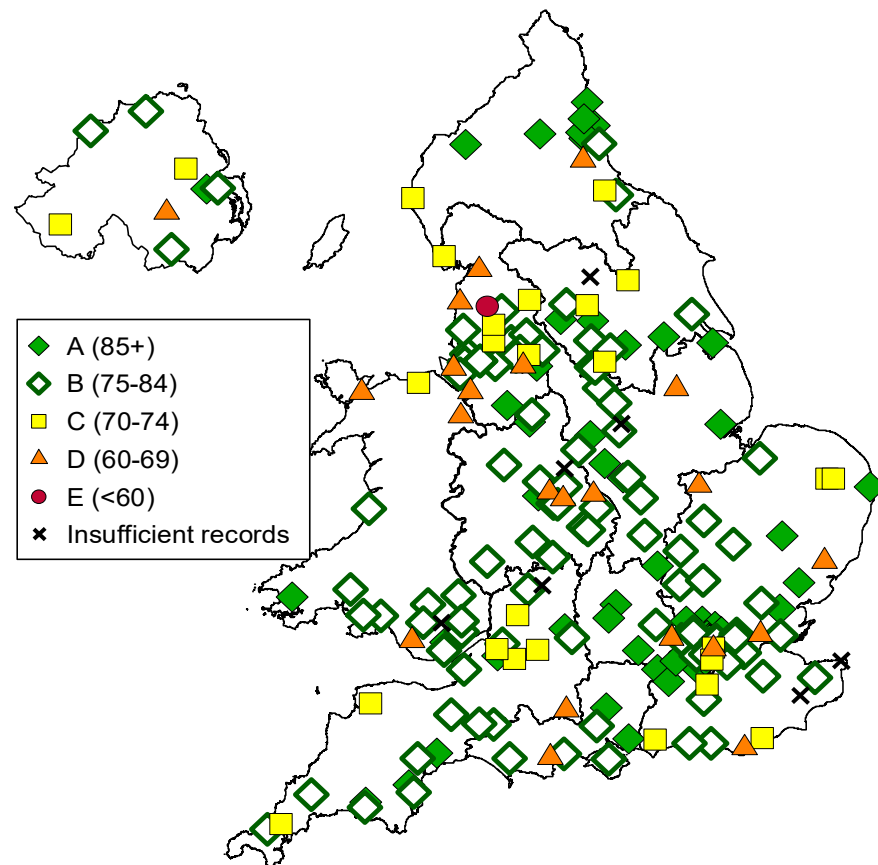 A (85+)
B (75-84)
C (70-74)
D (60-69)
E (<60)
Insufficient records